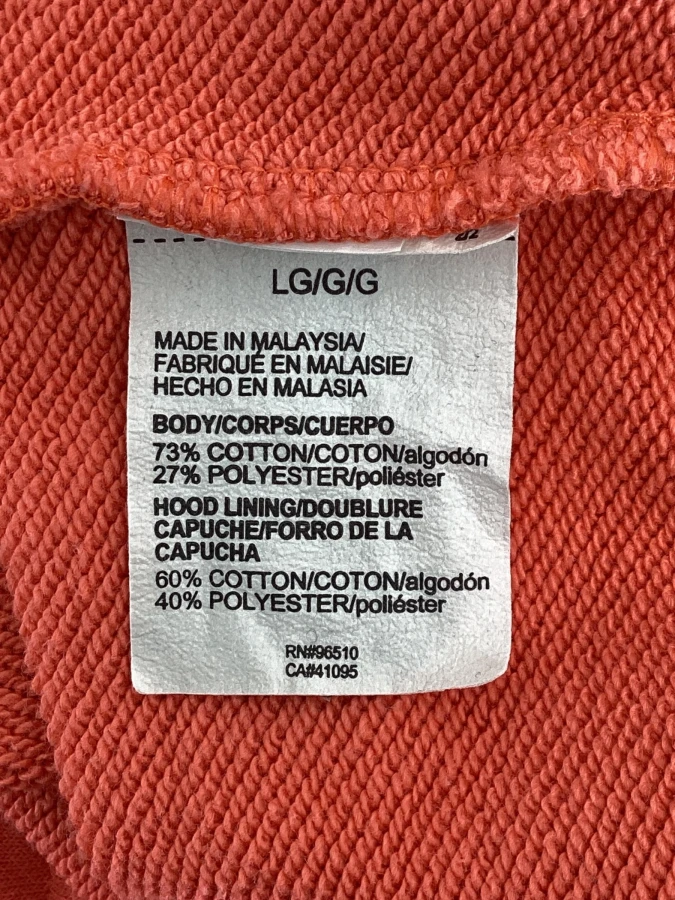 LG/G/G
MADE IN MALAYSIA/
FABRIQUÉ EN MALAISIE/
HECHO EN MALASIA
BODY/CORPS/CUERPO
73% COTTON/COTON/algodón
27% POLYESTER/poliéster
HOOD LINING/DOUBLURE
CAPUCHE/FORRO DE LA
CAPUCHA
60% COTTON/COTON/algodón
40% POLYESTER/poliéster
RN#96510
CA#41095